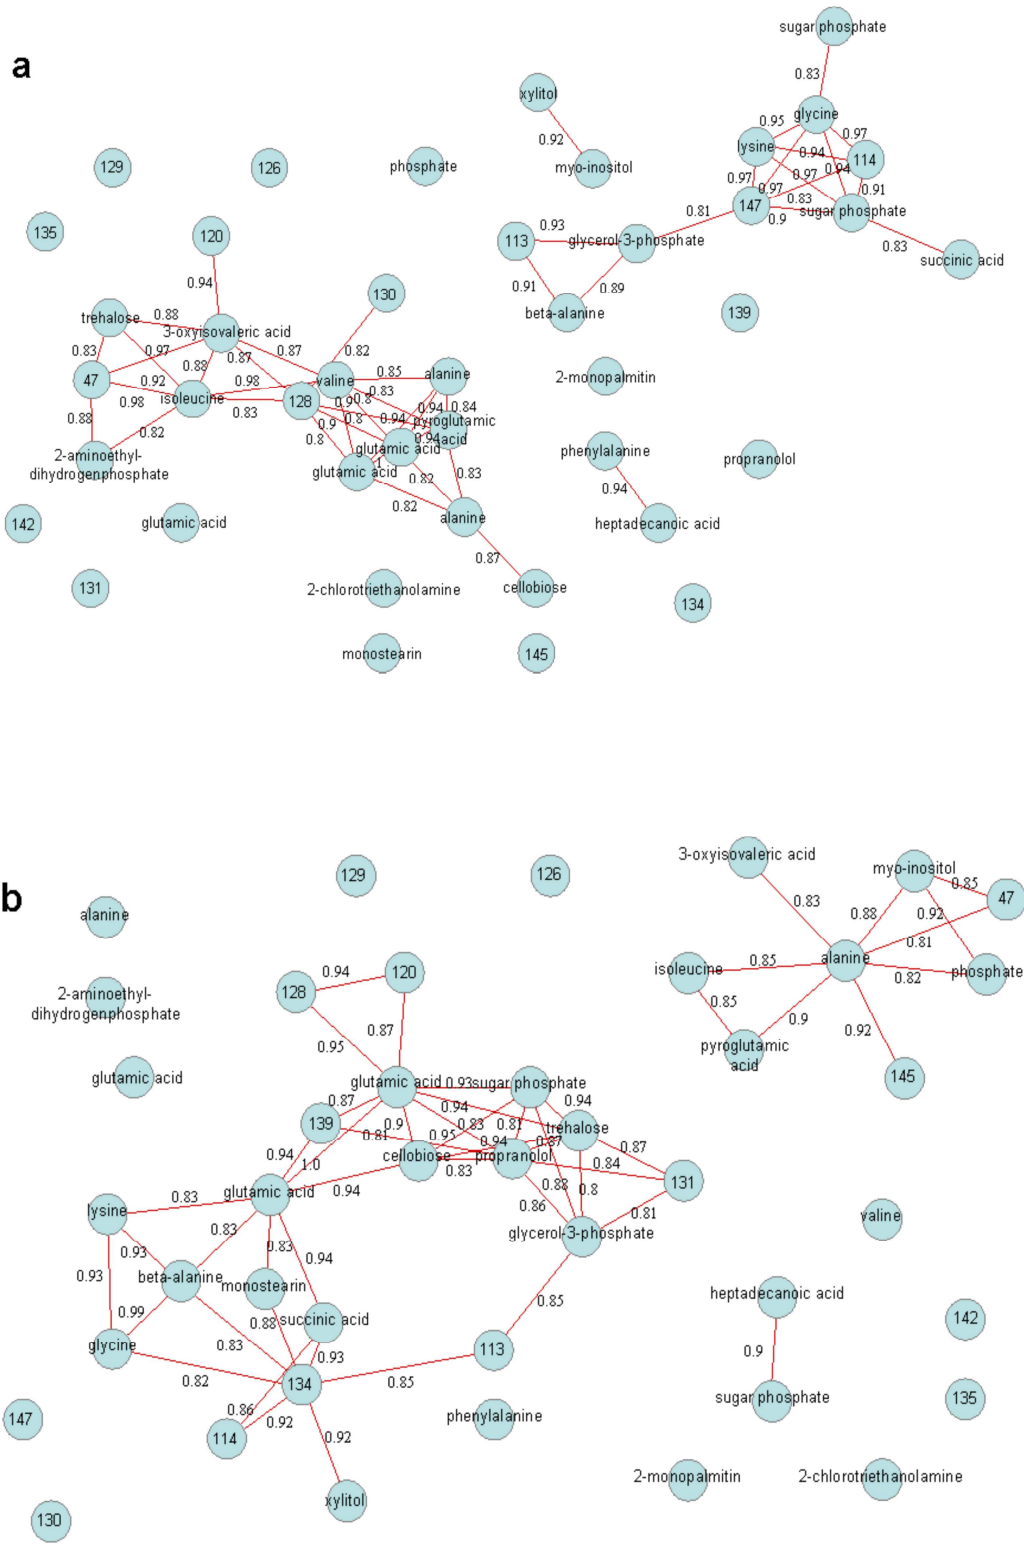 a
sugar phosphate
0.83
xylitol
0.92
myo-inositol
glycine
0.95
0.97
lysine
0.94
114
0.97
0.94
0.97
0.97
0.91
147
0.83
sugar phosphate
0.9
0.81
0.83
succinic acid
129
126
phosphate
135
120
0.94
113
0.93
glycerol-3-phosphate
0.91
0.89
beta-alanine
139
130
0.82
trehalose
0.88
3-oxyisovaleric acid
0.83
0.97
0.87
0.87
0.88
47
0.92
0.98
0.98
isoleucine
0.83
0.88
0.82
2-aminoethyl-
dihydrogenphosphate
valine
0.85
alanine
0.83
128
0.9
0.8
0.94
0.84
0.9
0.8
0.94
pyroglutamic
acid
0.8
0.94
glutamic acid
glutamic acid
1
0.82
0.83
0.82
alanine
0.87
cellobiose
2-monopalmitin
phenylalanine
0.94
heptadecanoic acid
propranolol
142
glutamic acid
131
2-chlorotriethanolamine
134
monostearin
145
b
129
126
alanine
2-aminoethyl-
dihydrogenphosphate
glutamic acid
3-oxyisovaleric acid
myo-inositol
0.85
47
0.83
0.88
0.92
0.81
isoleucine
0.85
alanine
0.82
phosphate
0.85
0.9
0.92
pyroglutamic
acid
145
128
0.94
120
0.95
0.87
glutamic acid
0.93
sugar phosphate
0.87
0.94
0.94
139
0.9
0.83
0.81
trehalose
0.81
0.95
0.94
0.87
0.87
0.94
1.0
cellobiose
0.83
propranolol
0.84
131
glutamic acid
0.94
0.88
0.8
0.86
0.81
glycerol-3-phosphate
lysine
0.83
0.83
0.83
0.94
0.93
0.93
beta-alanine
monostearin
0.99
0.88
succinic acid
glycine
0.83
0.93
0.82
134
0.85
113
0.85
0.86
0.92
114
0.92
xylitol
phenylalanine
147
130
valine
heptadecanoic acid
0.9
sugar phosphate
142
135
2-monopalmitin
2-chlorotriethanolamine